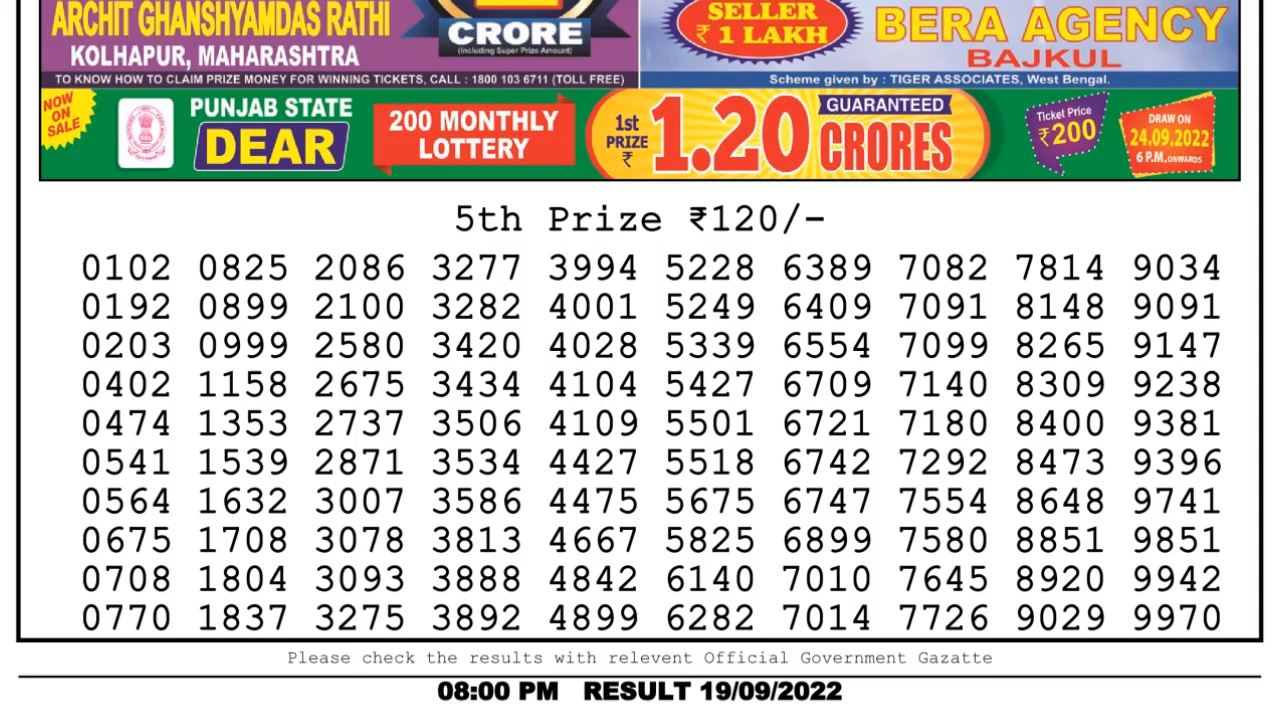 ARCHIT GHANSHYAMDAS RATHI
KOLHAPUR, MAHARASHTRA
CRORE
(Including Super Prize Amount)
TO KNOW HOW TO CLAIM PRIZE MONEY FOR WINNING TICKETS, CALL : 1800 103 6711 (TOLL FREE)
SELLER
₹ 1 LAKH
BERA AGENCY
BAJKUL
Scheme given by : TIGER ASSOCIATES, West Bengal.
NOW
ON
SALE
PUNJAB STATE
DEAR
200 MONTHLY
LOTTERY
1st
PRIZE
₹
1.20
GUARANTEED
CRORES
Ticket Price
₹200
DRAW ON
24.09.2022
6 P.M. ONWARDS
5th Prize ₹120/-
0102 0825 2086 3277 3994 5228 6389 7082 7814 9034
0192 0899 2100 3282 4001 5249 6409 7091 8148 9091
0203 0999 2580 3420 4028 5339 6554 7099 8265 9147
0402 1158 2675 3434 4104 5427 6709 7140 8309 9238
0474 1353 2737 3506 4109 5501 6721 7180 8400 9381
0541 1539 2871 3534 4427 5518 6742 7292 8473 9396
0564 1632 3007 3586 4475 5675 6747 7554 8648 9741
0675 1708 3078 3813 4667 5825 6899 7580 8851 9851
0708 1804 3093 3888 4842 6140 7010 7645 8920 9942
0770 1837 3275 3892 4899 6282 7014 7726 9029 9970
Please check the results with relevent Official Government Gazatte
08:00 PM RESULT 19/09/2022